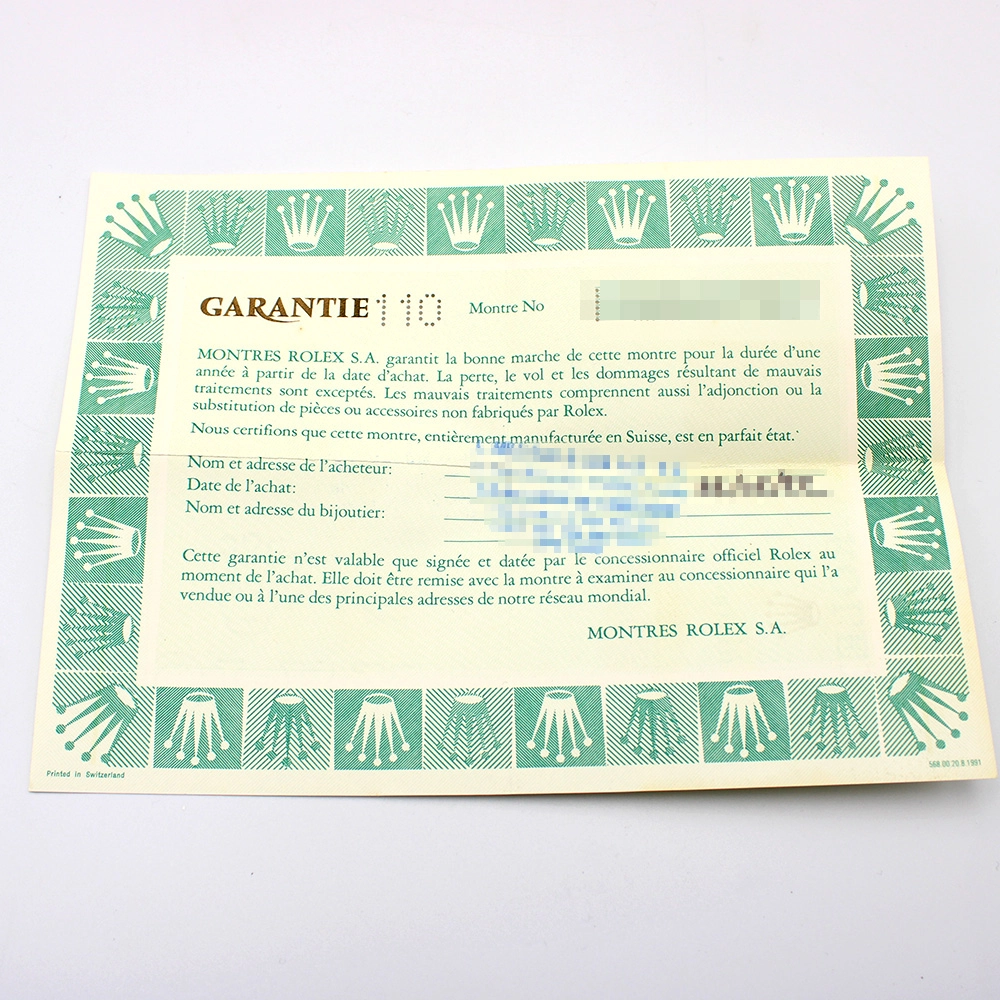 GARANTIE 110 Montre No
MONTRES ROLEX S.A. garantit la bonne marche de cette montre pour la durée d'une
année à partir de la date d'achat. La perte, le vol et les dommages résultant de mauvais
traitements sont exceptés. Les mauvais traitements comprennent aussi l'adjonction ou la
substitution de pièces ou accessoires non fabriqués par Rolex.
Nous certifions que cette montre, entièrement manufacturée en Suisse, est en parfait état.
Nom et adresse de l'acheteur:
Date de l'achat:
Nom et adresse du bijoutier:
Cette garantie n'est valable que signée et datée par le concessionnaire officiel Rolex au
moment de l'achat. Elle doit être remise avec la montre à examiner au concessionnaire qui l'a
vendue ou à l'une des principales adresses de notre réseau mondial.
MONTRES ROLEX S.A.
Printed in Switzerland
568.00.20.8.1991